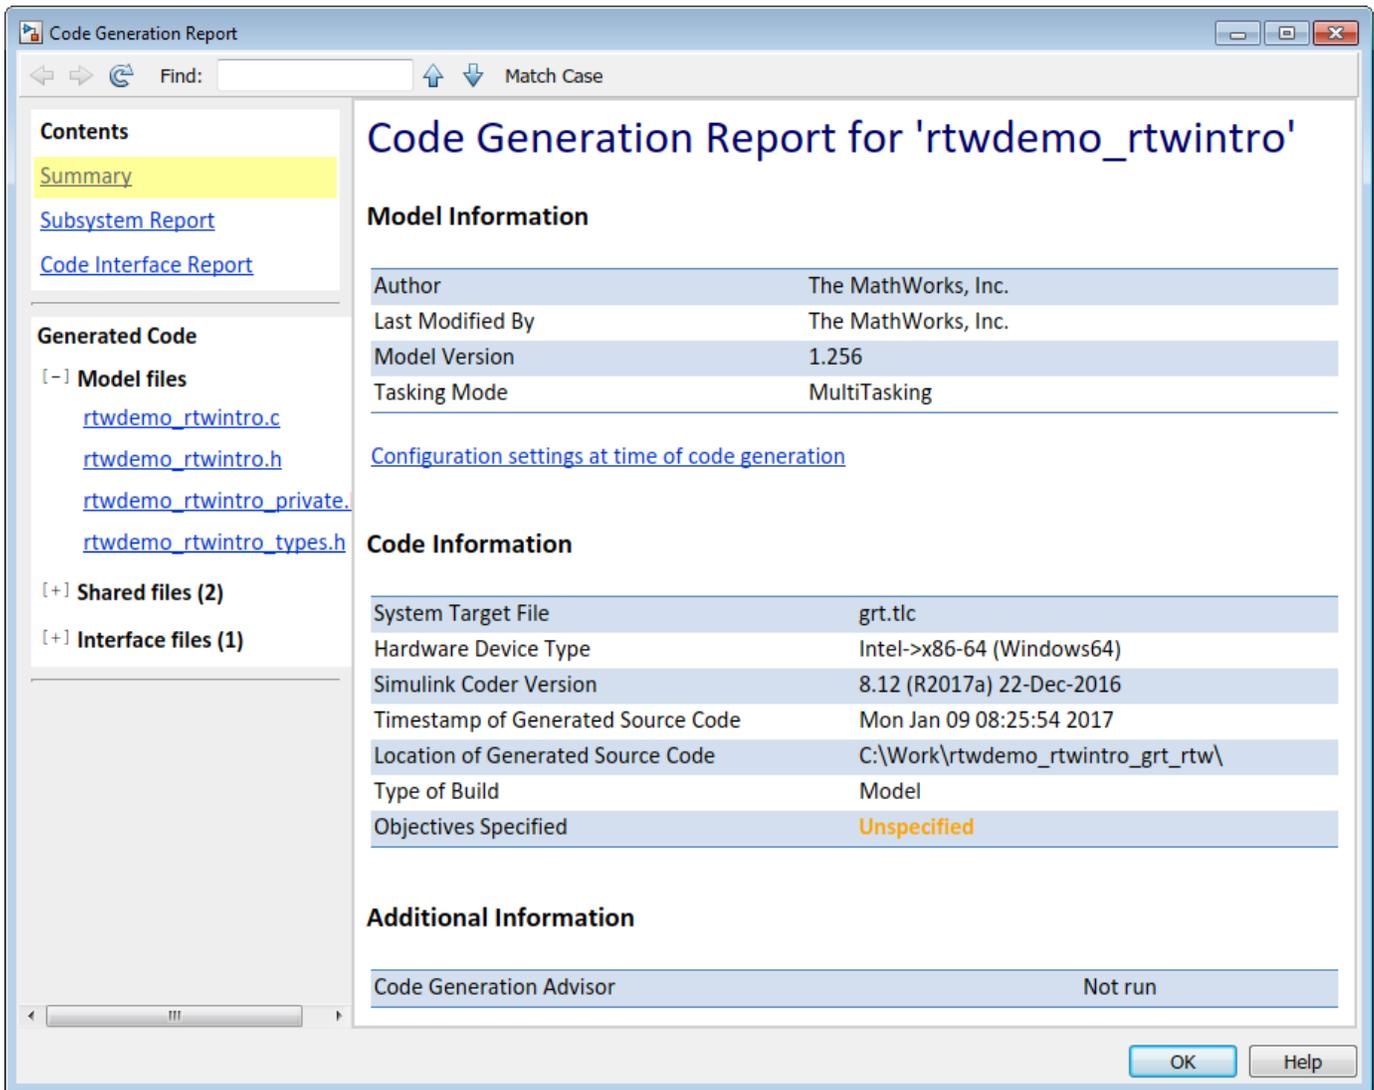 Code Generation Report
Find: Match Case
Contents
Summary
Subsystem Report
Code Interface Report
Generated Code
[-] Model files
rtwdemo_rtwintro.c
rtwdemo_rtwintro.h
rtwdemo_rtwintro_private.
rtwdemo_rtwintro_types.h
[+] Shared files (2)
[+] Interface files (1)
Code Generation Report for 'rtwdemo_rtwintro'
Model Information
Author The MathWorks, Inc.
Last Modified By The MathWorks, Inc.
Model Version 1.256
Tasking Mode MultiTasking
Configuration settings at time of code generation
Code Information
System Target File grt.tlc
Hardware Device Type Intel->x86-64 (Windows64)
Simulink Coder Version 8.12 (R2017a) 22-Dec-2016
Timestamp of Generated Source Code Mon Jan 09 08:25:54 2017
Location of Generated Source Code C:\Work\rtwdemo_rtwintro_grt_rtw\
Type of Build Model
Objectives Specified Unspecified
Additional Information
Code Generation Advisor Not run
OK Help